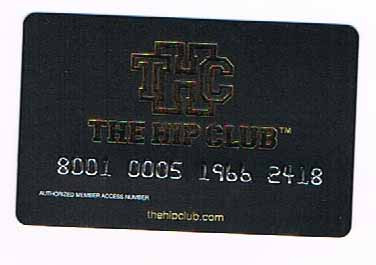 THC
THE HIP CLUB™
8001 0005 1966 2418
AUTHORIZED MEMBER ACCESS NUMBER
thehipclub.com